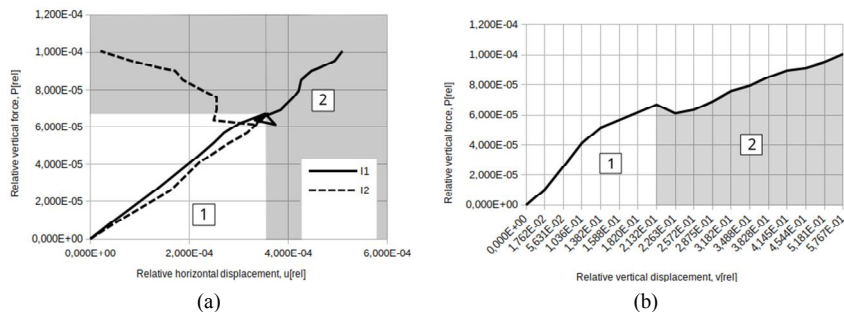 1,200E-04
1,000E-04
8,000E-05
6,000E-05
4,000E-05
2,000E-05
0,000E+00
Relative vertical force, P[rel]
2
1
I1
I2
0,000E+00 2,000E-04 4,000E-04 6,000E-04
Relative horizontal displacement, u[rel]
(a)
1,200E-04
1,000E-04
8,000E-05
6,000E-05
4,000E-05
2,000E-05
0,000E+00
Relative vertical force, P[rel]
1
2
0,000E+00
1,762E-02
5,631E-02
1,036E-01
1,382E-01
1,588E-01
1,820E-01
2,132E-01
2,263E-01
2,572E-01
2,875E-01
3,182E-01
3,488E-01
3,828E-01
4,145E-01
4,544E-01
5,181E-01
5,767E-01
Relative vertical displacement, v[rel]
(b)